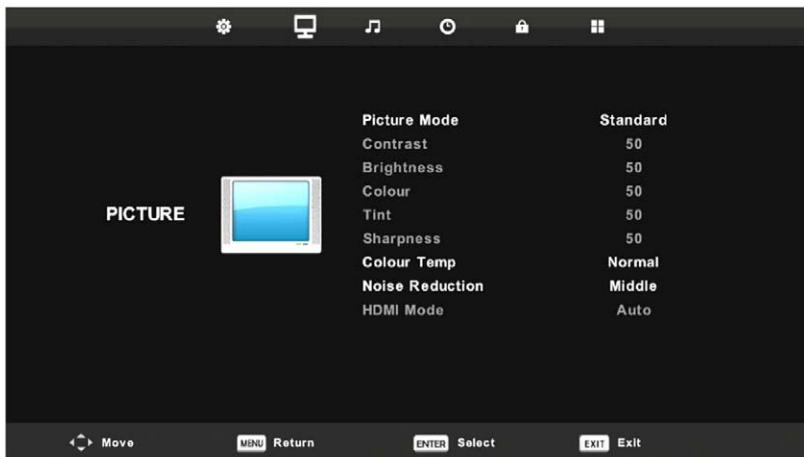 Picture Mode Standard
Contrast 50
Brightness 50
Colour 50
PICTURE
Tint 50
Sharpness 50
Colour Temp Normal
Noise Reduction Middle
HDMI Mode Auto
Move MENU Return ENTER Select EXIT Exit